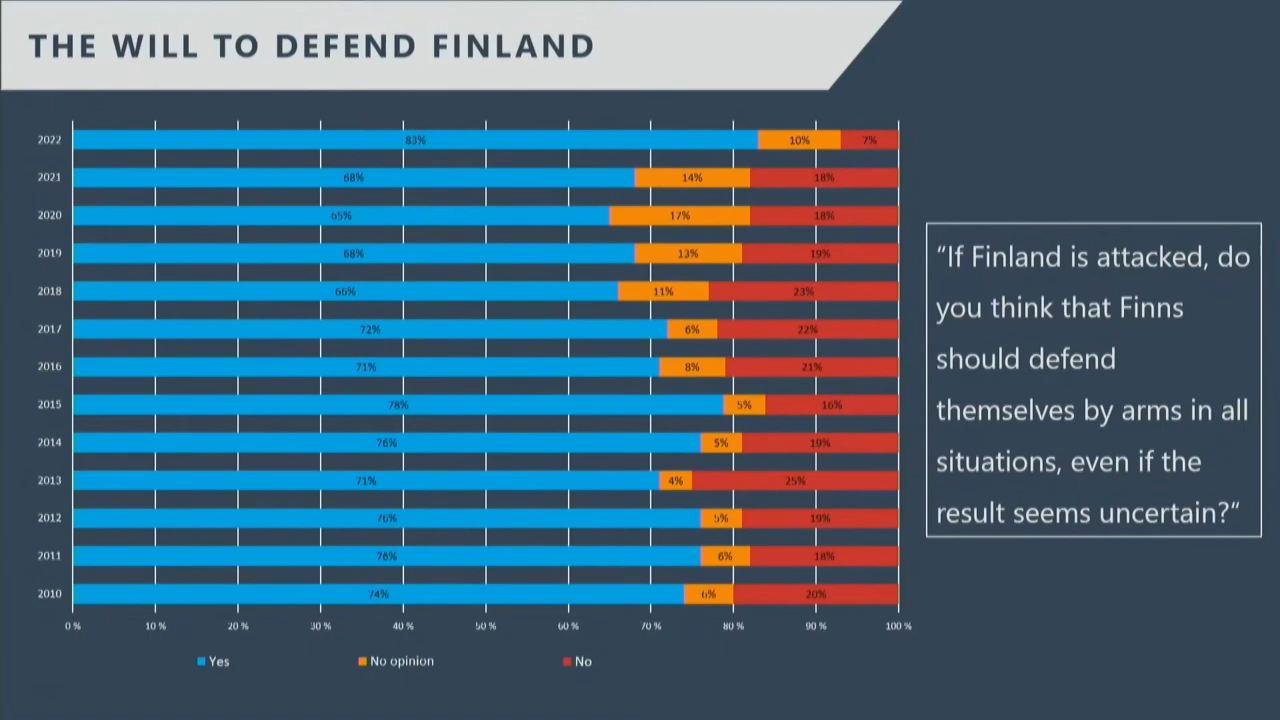 THE WILL TO DEFEND FINLAND
2022 83% 10% 7%
2021 68% 14% 18%
2020 65% 17% 18%
2019 68% 13% 19%
2018 66% 11% 23%
2017 72% 6% 22%
2016 71% 8% 21%
2015 78% 5% 16%
2014 76% 5% 19%
2013 71% 4% 25%
2012 76% 5% 19%
2011 76% 6% 18%
2010 74% 6% 20%
0 % 10 % 20 % 30 % 40 % 50 % 60 % 70 % 80 % 90 % 100 %
Yes No opinion No
“If Finland is attacked, do
you think that Finns
should defend
themselves by arms in all
situations, even if the
result seems uncertain?“